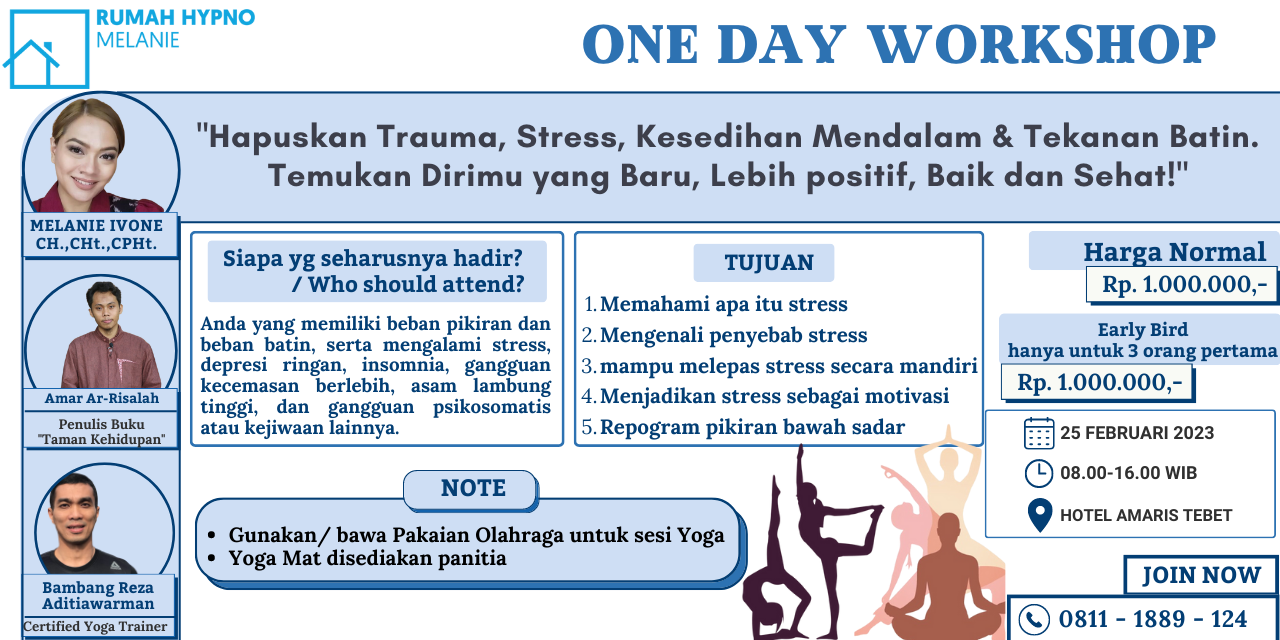 RUMAH HYPNO
MELANIE
ONE DAY WORKSHOP
"Hapuskan Trauma, Stress, Kesedihan Mendalam & Tekanan Batin.
Temukan Dirimu yang Baru, Lebih positif, Baik dan Sehat!"
MELANIE IVONE
CH.,CHt.,CPHt.
Amar Ar-Risalah
Penulis Buku
"Taman Kehidupan"
Bambang Reza
Aditiawarman
Certified Yoga Trainer
Siapa yg seharusnya hadir?
/ Who should attend?
Anda yang memiliki beban pikiran dan
beban batin, serta mengalami stress,
depresi ringan, insomnia, gangguan
kecemasan berlebih, asam lambung
tinggi, dan gangguan psikosomatis
atau kejiwaan lainnya.
TUJUAN
1. Memahami apa itu stress
2. Mengenali penyebab stress
3. mampu melepas stress secara mandiri
4. Menjadikan stress sebagai motivasi
5. Repogram pikiran bawah sadar
NOTE
• Gunakan/ bawa Pakaian Olahraga untuk sesi Yoga
• Yoga Mat disediakan panitia
Harga Normal
Rp. 1.000.000,-
Early Bird
hanya untuk 3 orang pertama
Rp. 1.000.000,-
25 FEBRUARI 2023
08.00-16.00 WIB
HOTEL AMARIS TEBET
JOIN NOW
0811 - 1889 - 124